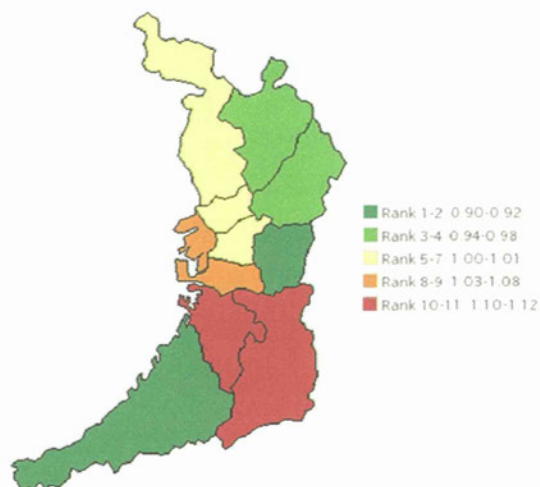 Rank 1-2 0 90-0 92
Rank 3-4 0 94-0 98
Rank 5-7 1 00-1 01
Rank 8-9 1 03-1 08
Rank 10-11 1 10-1 12